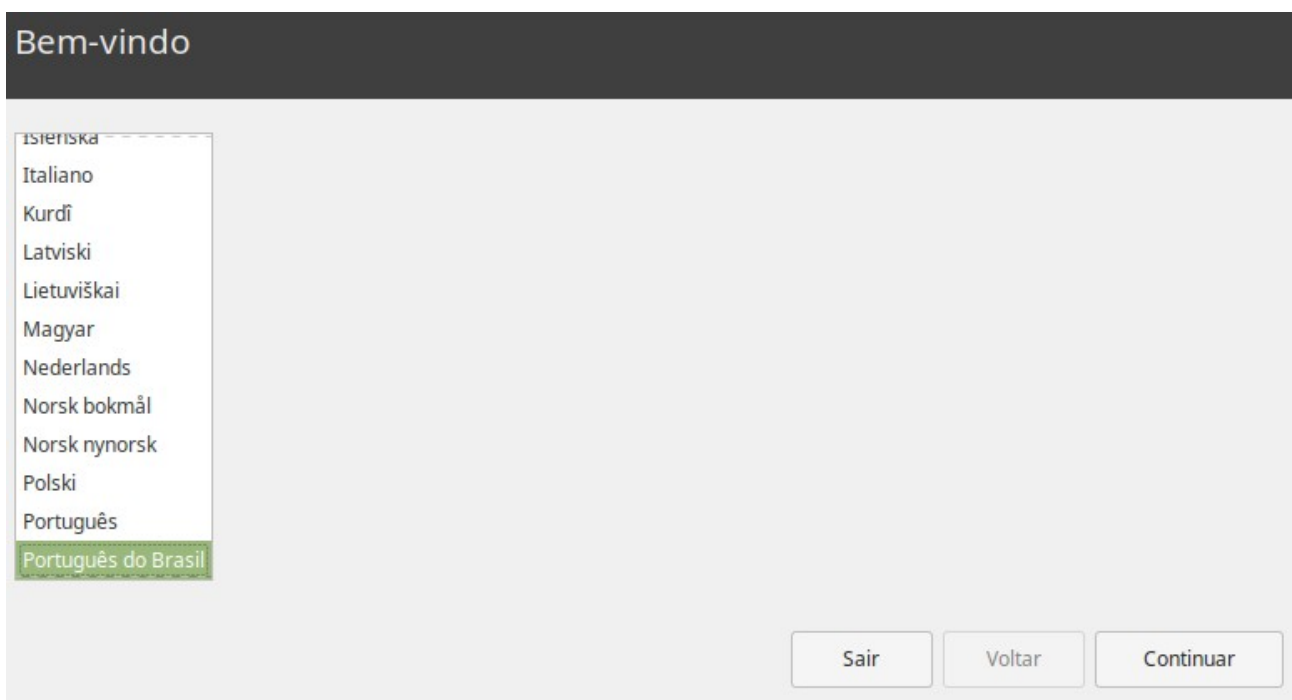 Bem-vindo
Íslenska
Italiano
Kurdî
Latviski
Lietuviškai
Magyar
Nederlands
Norsk bokmål
Norsk nynorsk
Polski
Português
Português do Brasil
Sair
Voltar
Continuar